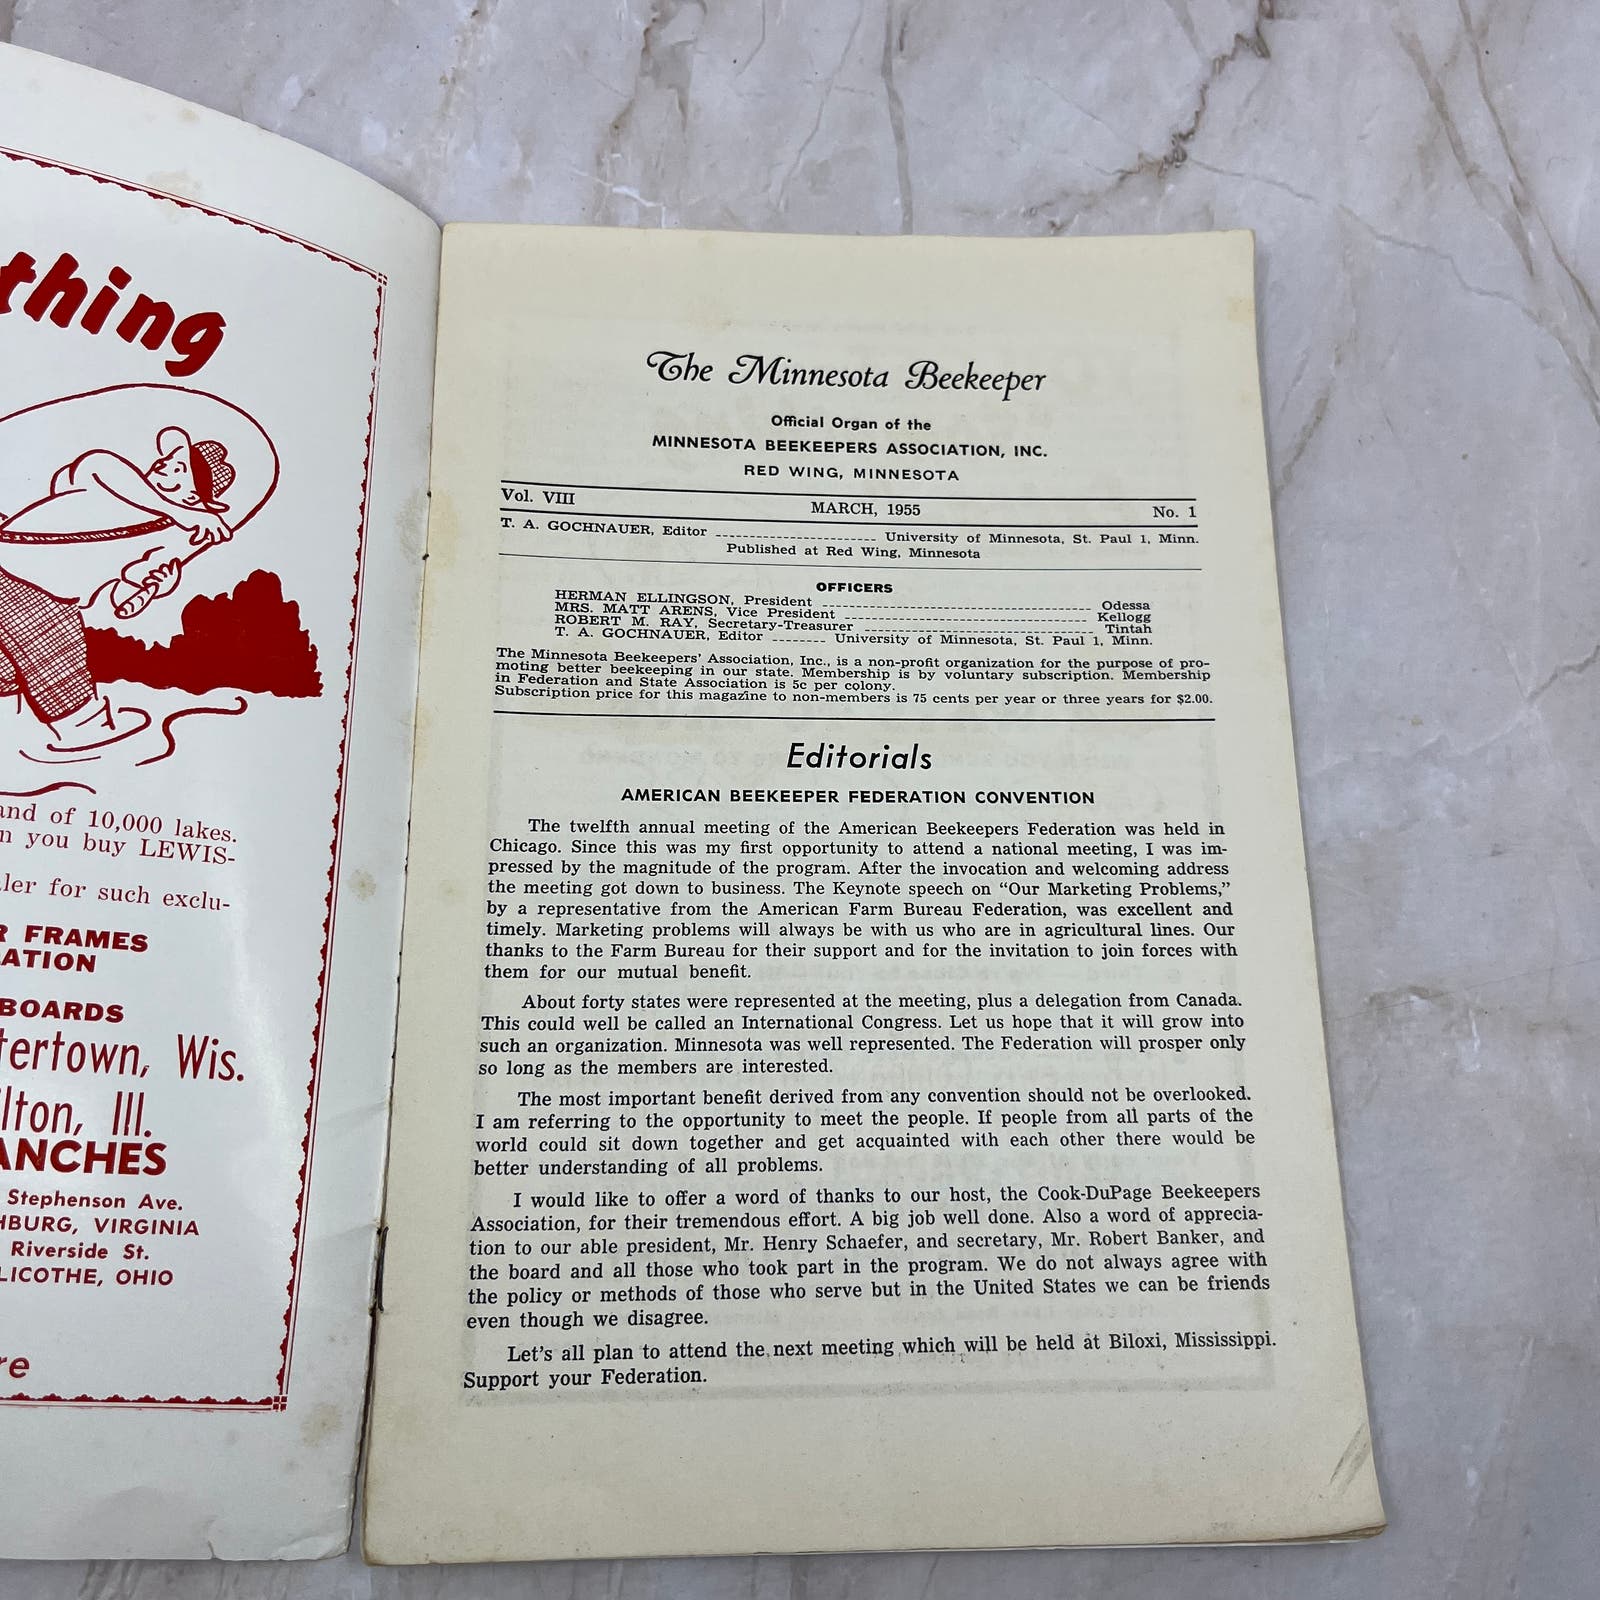 thing
and of 10,000 lakes.
n you buy LEWIS-
ler for such exclu-
R FRAMES
ATION
BOARDS
tertown, Wis.
lton, Ill.
ANCHES
Stephenson Ave.
HBURG, VIRGINIA
Riverside St.
LICOTHE, OHIO
re
The Minnesota Beekeeper
Official Organ of the
MINNESOTA BEEKEEPERS ASSOCIATION, INC.
RED WING, MINNESOTA
Vol. VIII MARCH, 1955 No. 1
T. A. GOCHNAUER, Editor ------------------------ University of Minnesota, St. Paul 1, Minn.
Published at Red Wing, Minnesota
OFFICERS
HERMAN ELLINGSON, President ---------------------------------------- Odessa
MRS. MATT ARENS, Vice President ------------------------------------- Kellogg
ROBERT M. RAY, Secretary-Treasurer ----------------------------------- Tintah
T. A. GOCHNAUER, Editor -------- University of Minnesota, St. Paul 1, Minn.
The Minnesota Beekeepers' Association, Inc., is a non-profit organization for the purpose of pro-
moting better beekeeping in our state. Membership is by voluntary subscription. Membership
in Federation and State Association is 5c per colony.
Subscription price for this magazine to non-members is 75 cents per year or three years for $2.00.
Editorials
AMERICAN BEEKEEPER FEDERATION CONVENTION
The twelfth annual meeting of the American Beekeepers Federation was held in
Chicago. Since this was my first opportunity to attend a national meeting, I was im-
pressed by the magnitude of the program. After the invocation and welcoming address
the meeting got down to business. The Keynote speech on "Our Marketing Problems,"
by a representative from the American Farm Bureau Federation, was excellent and
timely. Marketing problems will always be with us who are in agricultural lines. Our
thanks to the Farm Bureau for their support and for the invitation to join forces with
them for our mutual benefit.
About forty states were represented at the meeting, plus a delegation from Canada.
This could well be called an International Congress. Let us hope that it will grow into
such an organization. Minnesota was well represented. The Federation will prosper only
so long as the members are interested.
The most important benefit derived from any convention should not be overlooked.
I am referring to the opportunity to meet the people. If people from all parts of the
world could sit down together and get acquainted with each other there would be
better understanding of all problems.
I would like to offer a word of thanks to our host, the Cook-DuPage Beekeepers
Association, for their tremendous effort. A big job well done. Also a word of apprecia-
tion to our able president, Mr. Henry Schaefer, and secretary, Mr. Robert Banker, and
the board and all those who took part in the program. We do not always agree with
the policy or methods of those who serve but in the United States we can be friends
even though we disagree.
Let's all plan to attend the next meeting which will be held at Biloxi, Mississippi.
Support your Federation.